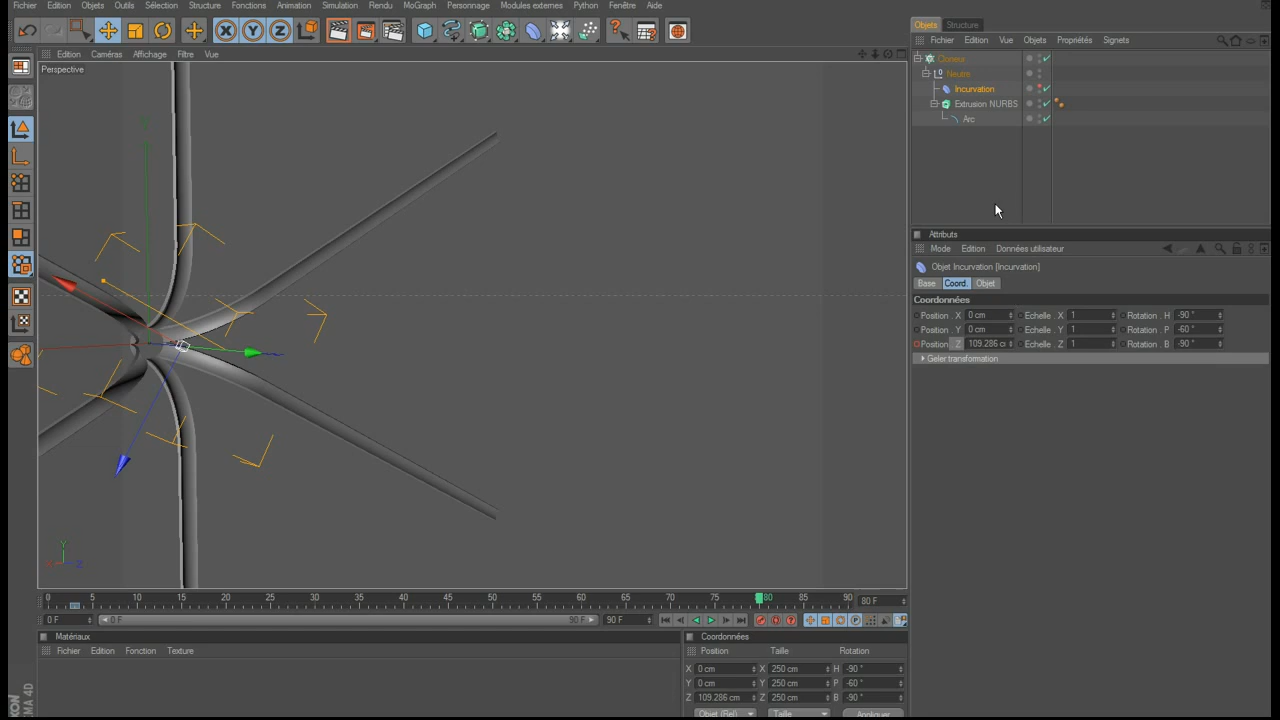 Fichier Edition Objets Outils Sélection Structure Fonctions Animation Simulation Rendu MoGraph Personnage Modules externes Python Fenêtre Aide
X Y Z
Edition Caméras Affichage Filtre Vue
Perspective
Y
Y
X Z
Objets Structure
Fichier Edition Vue Objets Propriétés Signets
Cloneur
Neutre
Incurvation
Extrusion NURBS
Arc
Attributs
Mode Edition Données utilisateur
Objet Incurvation [Incurvation]
Base Coord. Objet
Coordonnées
Position . X 0 cm Echelle . X 1 Rotation . H -90 °
Position . Y 0 cm Echelle . Y 1 Rotation . P -60 °
Position . Z 109.286 c Echelle . Z 1 Rotation . B -90 °
Geler transformation
0 5 10 15 20 25 30 35 40 45 50 55 60 65 70 75 80 85 90 80 F
0 F 0 F 90 F 90 F
Matériaux
Fichier Edition Fonction Texture
Coordonnées
Position Taille Rotation
X 0 cm X 250 cm H -90 °
Y 0 cm Y 250 cm P -60 °
Z 109.286 cm Z 250 cm B -90 °
Objet (Rel) Taille Appliquer